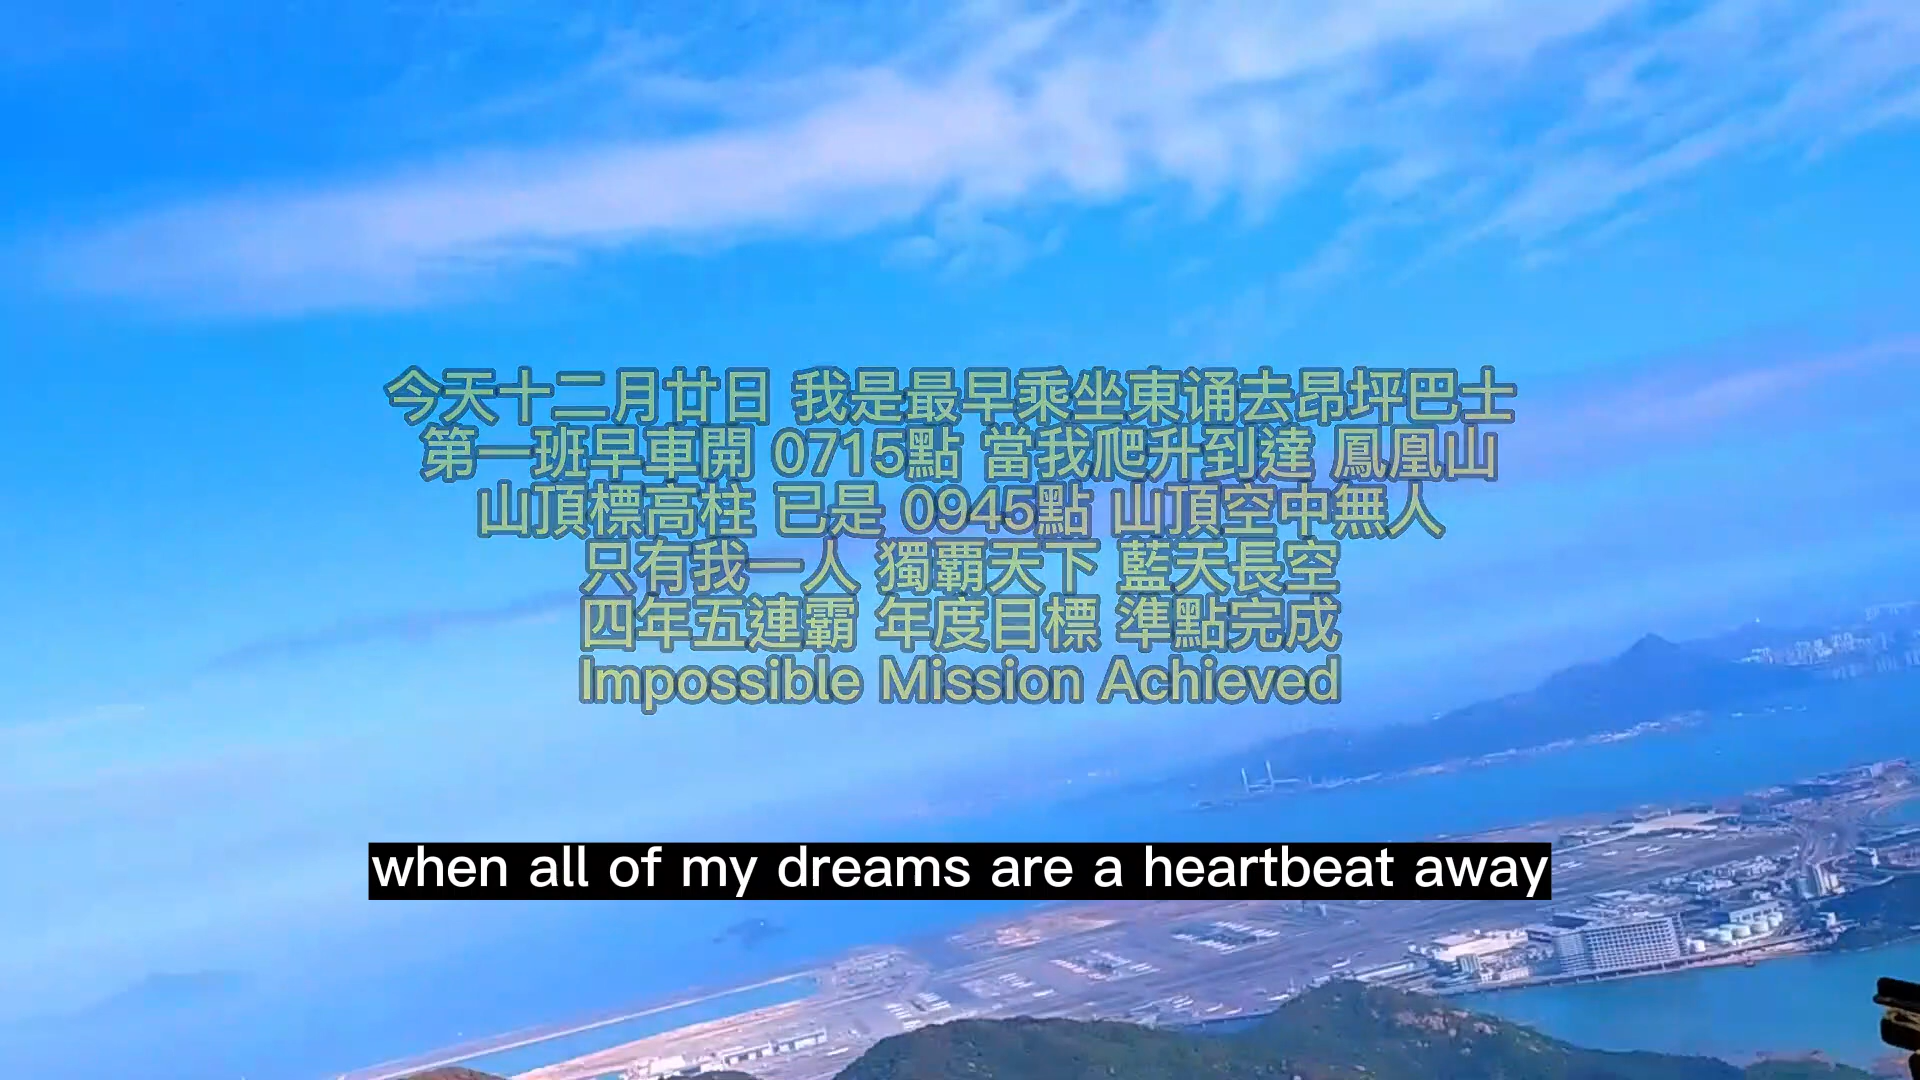 今天十二月廿日 我是最早乘坐東诵去昂坪巴士
第一班早車開 0715點 當我爬升到達 鳳凰山
山頂標高柱 已是 0945點 山頂空中無人
只有我一人 獨覇天下 藍天長空
四年五連霸 年度目標 準點完成
Impossible Mission Achieved
when all of my dreams are a heartbeat away